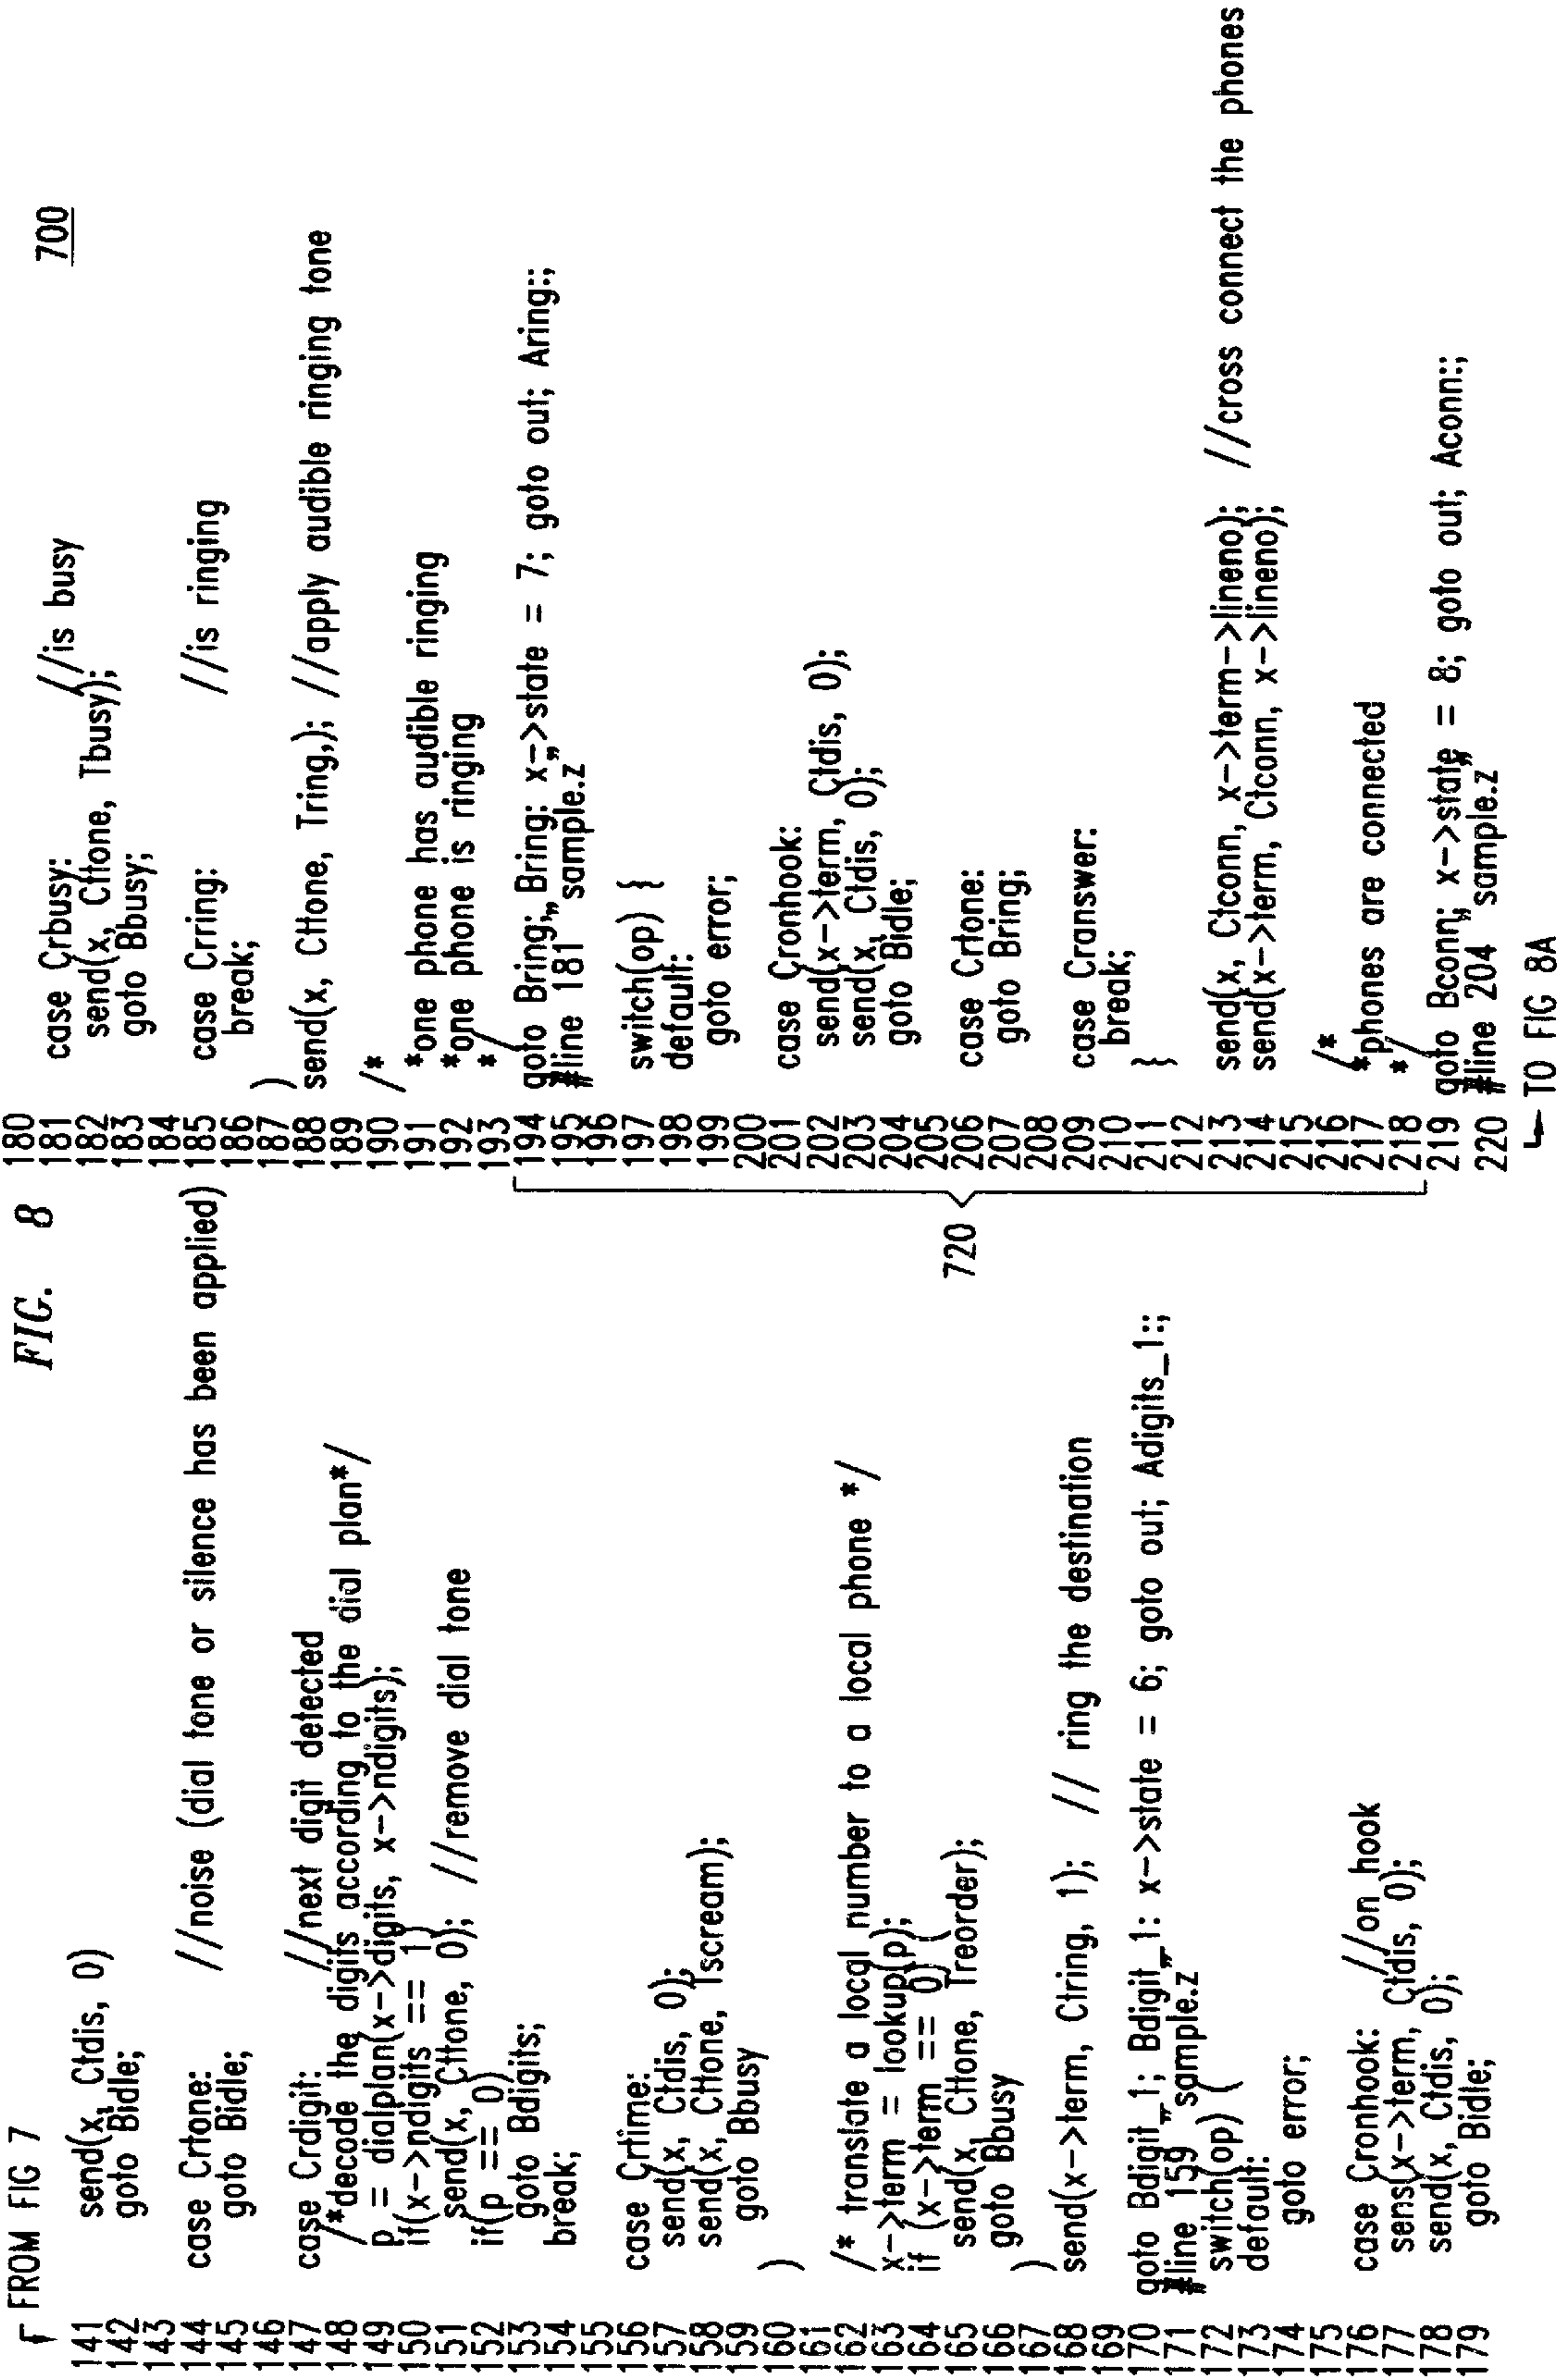 FIG. 8
700
FROM FIG 7
141 send(x, Ctdis, 0)
142 goto Bidle;
143
144 case Crtone: //noise (dial tone or silence has been applied)
145 goto Bidle;
146
147 case Crdigit: //next digit detected
148 /*decode the digits according to the dial plan*/
149 p = dialplan(x->digits, x->ndigits);
150 if(x->ndigits == 1)
151 send(x, Cttone, 0); //remove dial tone
152 if(p == 0)
153 goto Bdigits;
154 break;
155
156 case Crtime:
157 send(x, Ctdis, 0);
158 send(x, Cttone, Tscream);
159 goto Bbusy
160 )
161
162 /* translate a local number to a local phone */
163 x->term = lookup(p);
164 if (x->term == 0) (
165 send(x, Cttone, Treorder);
166 goto Bbusy
167 )
168 send(x->term, Ctring, 1); // ring the destination
169
170 goto Bdigit_1; Bdigit_1: x->state = 6; goto out; Adigits_1:;
171 #line 159 "sample.z"
172 switch(op) (
173 default:
174 goto error;
175
176 case Cronhook: //on hook
177 sens(x->term, Ctdis, 0);
178 send(x, Ctdis, 0);
179 goto Bidle;
180
181 case Crbusy: //is busy
182 send(x, Cttone, Tbusy);
183 goto Bbusy;
184
185 case Crring: //is ringing
186 break;
187 )
188 send(x, Cttone, Tring,); //apply audible ringing tone
189
190 /*
191 *one phone has audible ringing
192 *one phone is ringing
193 */
194 goto Bring; Bring: x->state = 7; goto out; Aring:;
195 #line 181 "sample.z"
196
197 switch(op) {
198 default:
199 goto error;
200
201 case Cronhook:
202 send(x->term, Ctdis, 0);
203 send(x, Ctdis, 0);
204 goto Bidle;
205
206 case Crtone:
207 goto Bring;
208
209 case Cranswer:
210 break;
211 }
212
213 send(x, Ctconn, x->term->lineno); //cross connect the phones
214 send(x->term, Ctconn, x->lineno);
215
216 /*
217 *phones are connected
218 */
219 goto Bconn; x->state = 8; goto out; Aconn:;
220 #line 204 "sample.z"
720
TO FIG 8A